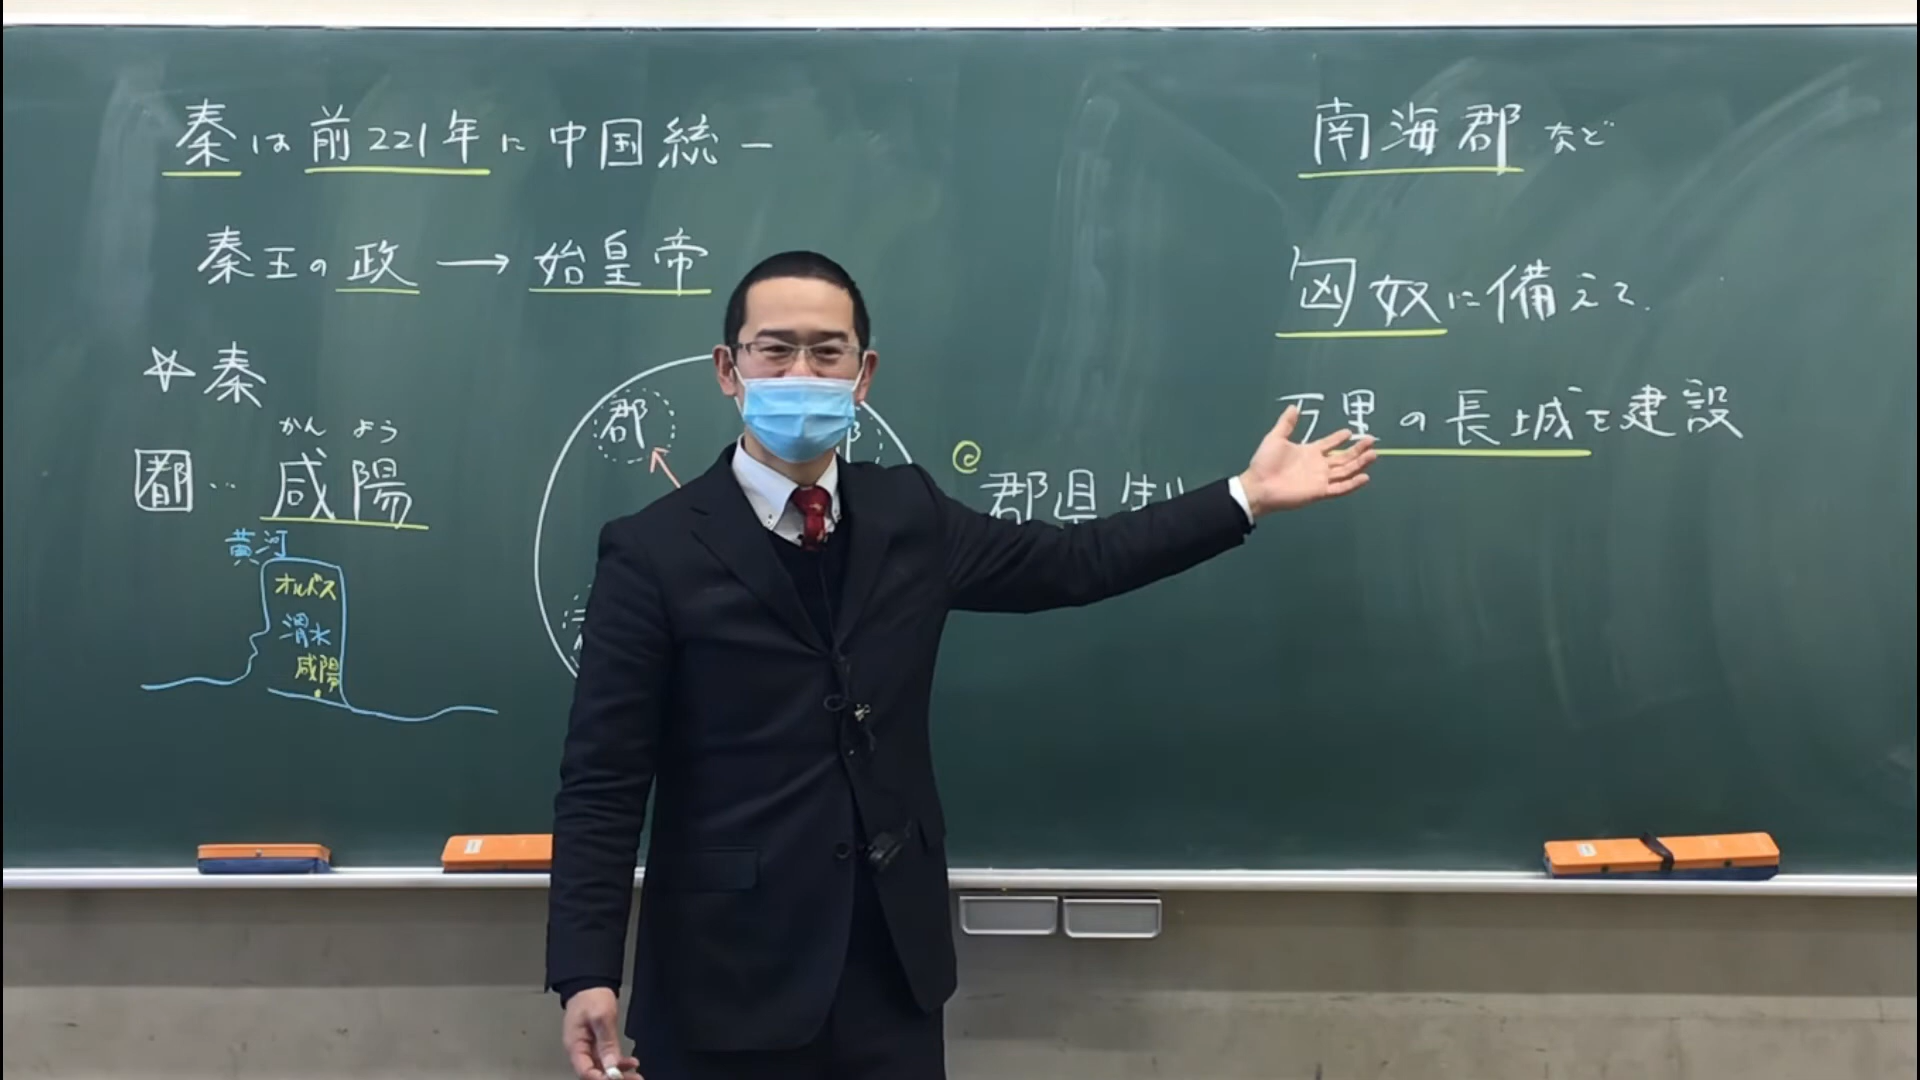 秦は前221年に中国統一
秦王の政→始皇帝
☆秦
かんよう
都…咸陽
黄河
オルドス
渭水
咸陽
郡
郡県制
南海郡など
匈奴に備えて
万里の長城を建設